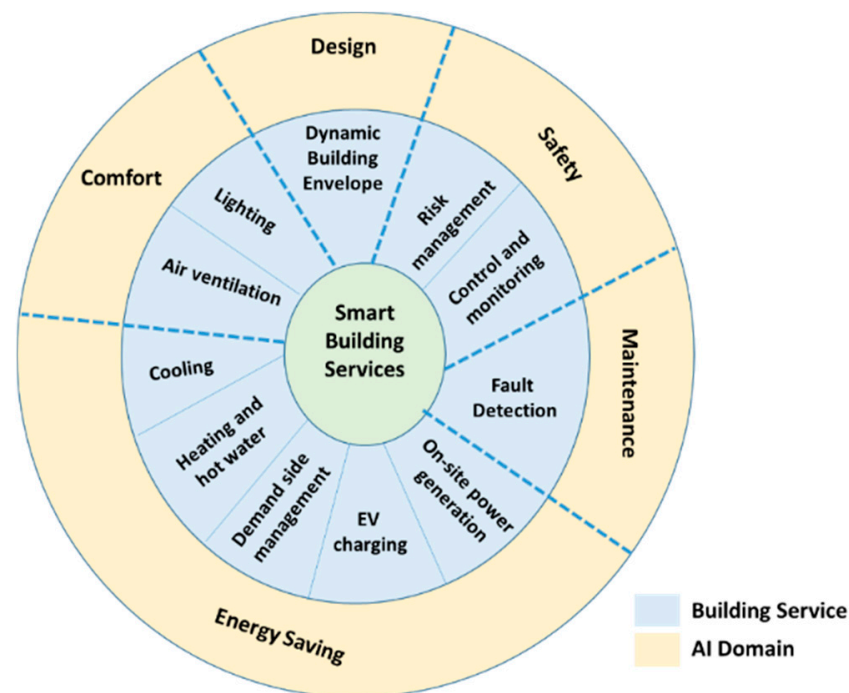 Design
Safety
Maintenance
Energy Saving
Comfort
Dynamic
Building
Envelope
Risk
management
Control and
monitoring
Fault
Detection
On-site power
generation
EV
charging
Demand side
management
Heating and
hot water
Cooling
Air ventilation
Lighting
Smart
Building
Services
Building Service
AI Domain